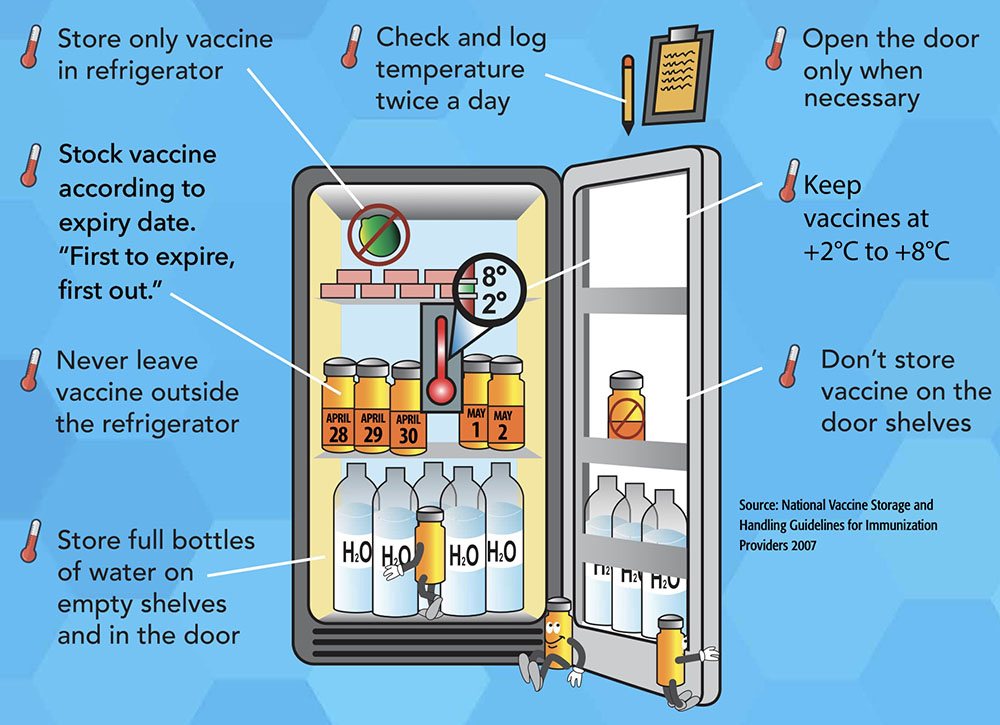 Store only vaccine
in refrigerator
Check and log
temperature
twice a day
Open the door
only when
necessary
Stock vaccine
according to
expiry date.
“First to expire,
first out.”
Keep
vaccines at
+2°C to +8°C
8°
2°
Never leave
vaccine outside
the refrigerator
Don’t store
vaccine on the
door shelves
APRIL
28
APRIL
29
APRIL
30
MAY
1
MAY
2
Store full bottles
of water on
empty shelves
and in the door
H₂O
H₂O
H₂O
H₂O
H₂O
H₂O
H₂O
Source: National Vaccine Storage and
Handling Guidelines for Immunization
Providers 2007